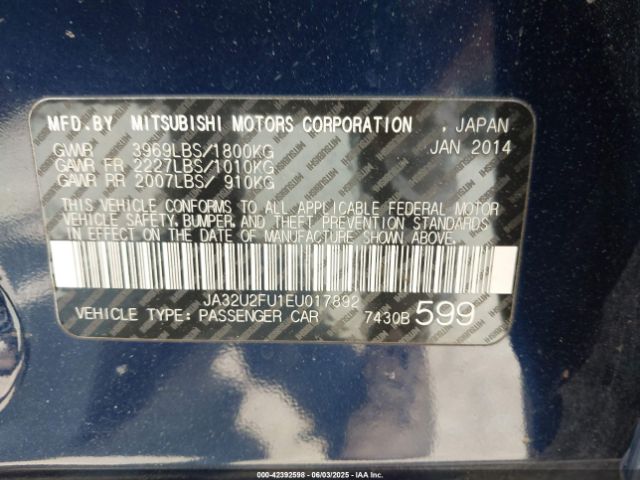 MFD.BY MITSUBISHI MOTORS CORPORATION , JAPAN
GVWR 3969LBS/1800KG JAN 2014
GAWR FR 2227LBS/1010KG
GAWR RR 2007LBS/ 910KG
THIS VEHICLE CONFORMS TO ALL APPLICABLE FEDERAL MOTOR
VEHICLE SAFETY, BUMPER, AND THEFT PREVENTION STANDARDS
IN EFFECT ON THE DATE OF MANUFACTURE SHOWN ABOVE.
JA32U2FU1EU017892
VEHICLE TYPE: PASSENGER CAR 7430B 599
000-42392598 - 06/03/2025 - IAA Inc.